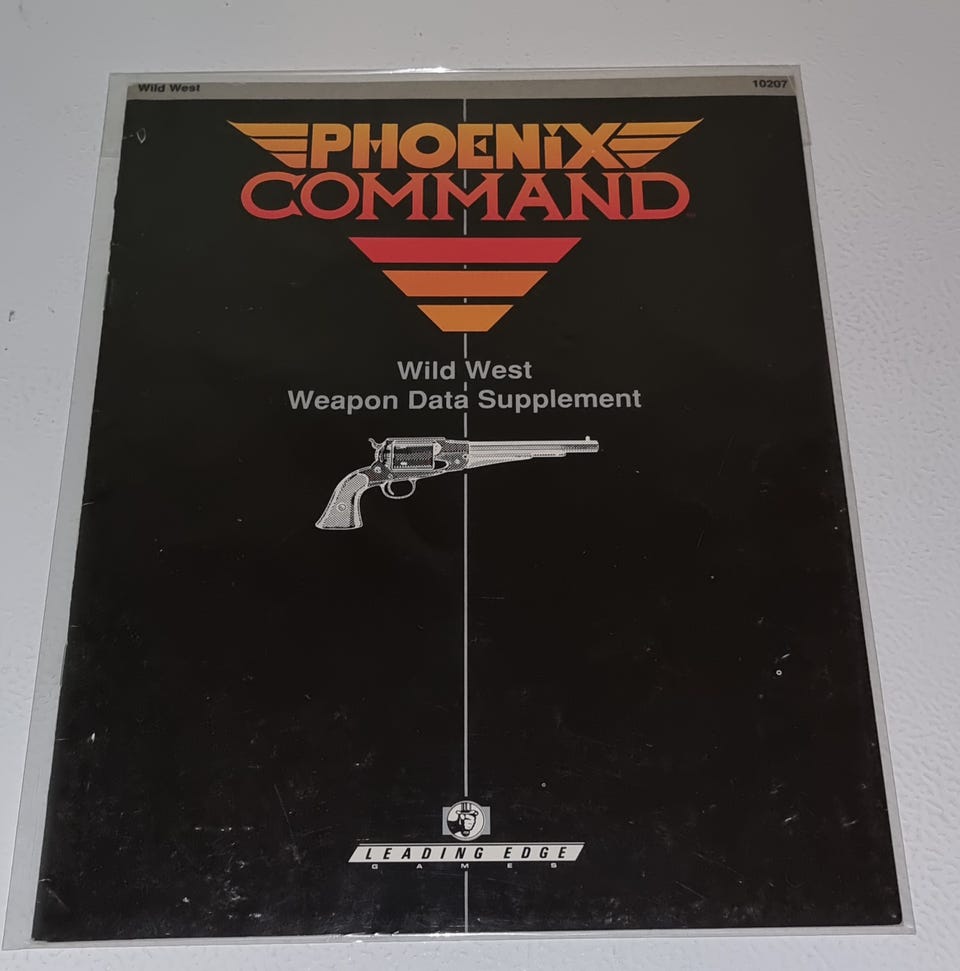 Wild West 10207
PHOENiX
COMMAND
Wild West
Weapon Data Supplement
LEADING EDGE
GAMES